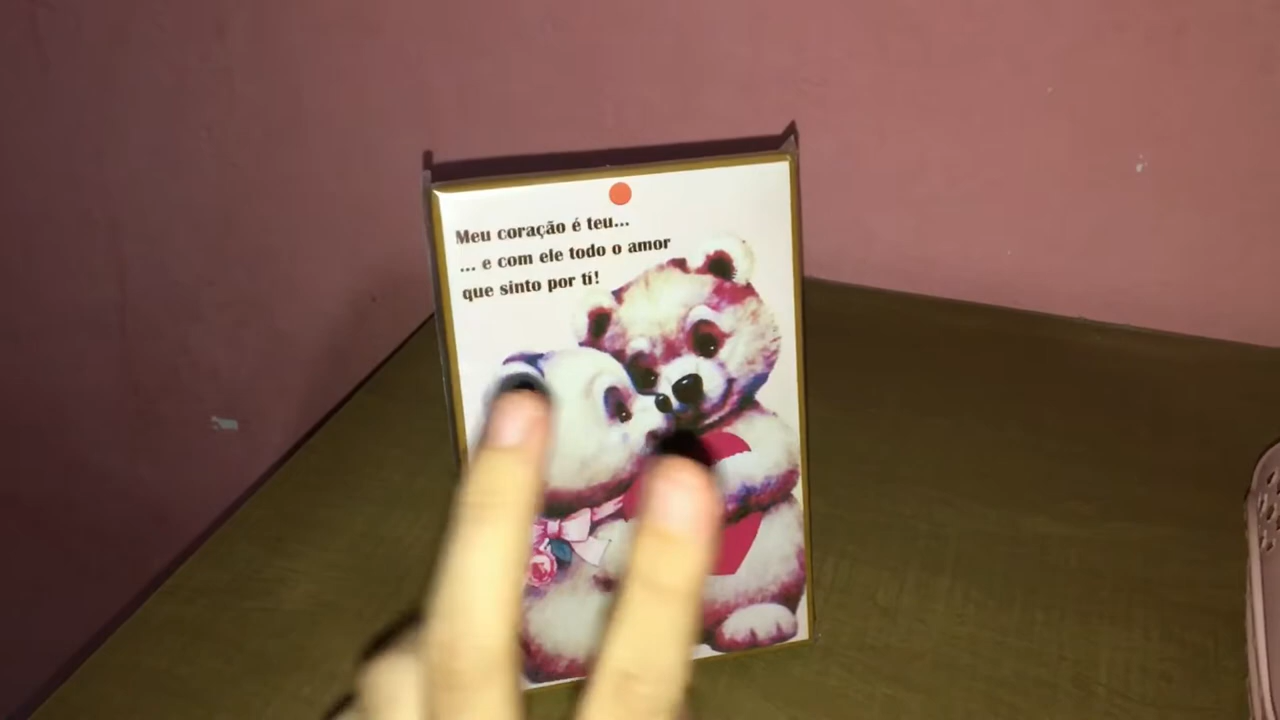 Meu coração é teu...
... e com ele todo o amor
que sinto por tí!